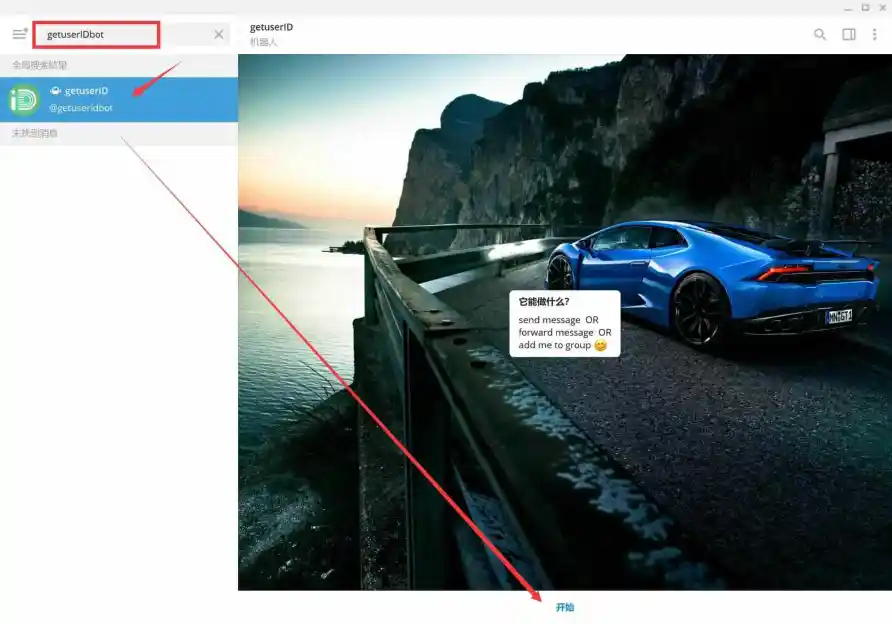 getuserIDbot
全局搜索结果
getuserID
@getuseridbot
未找到消息
getuserID
机器人
它能做什么?
send message OR
forward message OR
add me to group 😊
开始